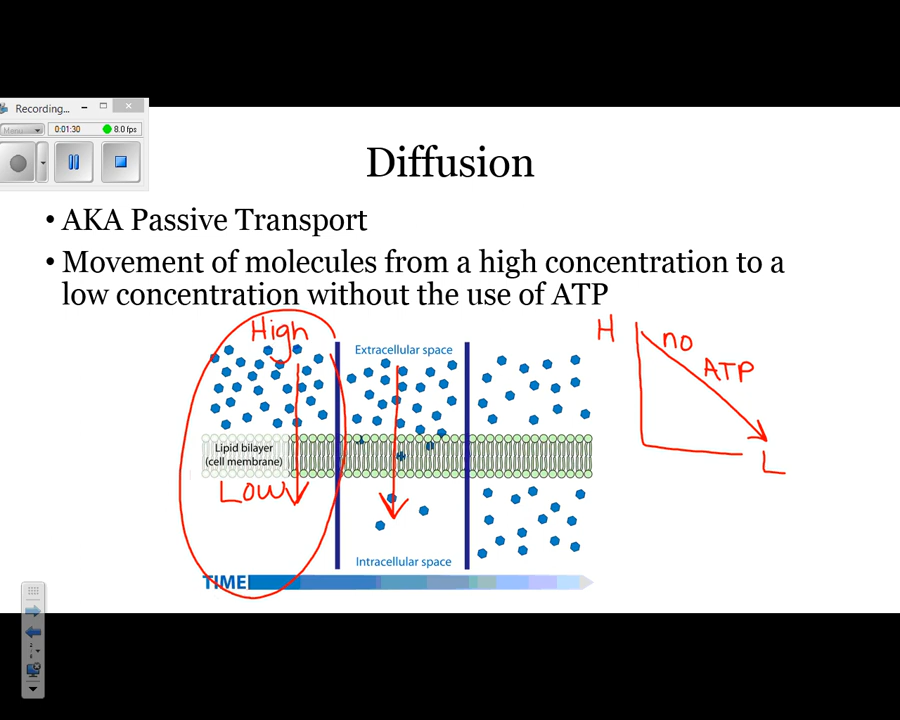 Recording...
Menu
0:01:30
8.0 fps
Diffusion
• AKA Passive Transport
• Movement of molecules from a high concentration to a
low concentration without the use of ATP
High
Extracellular space
H
no
ATP
Lipid bilayer
(cell membrane)
L
Low
Intracellular space
TIME